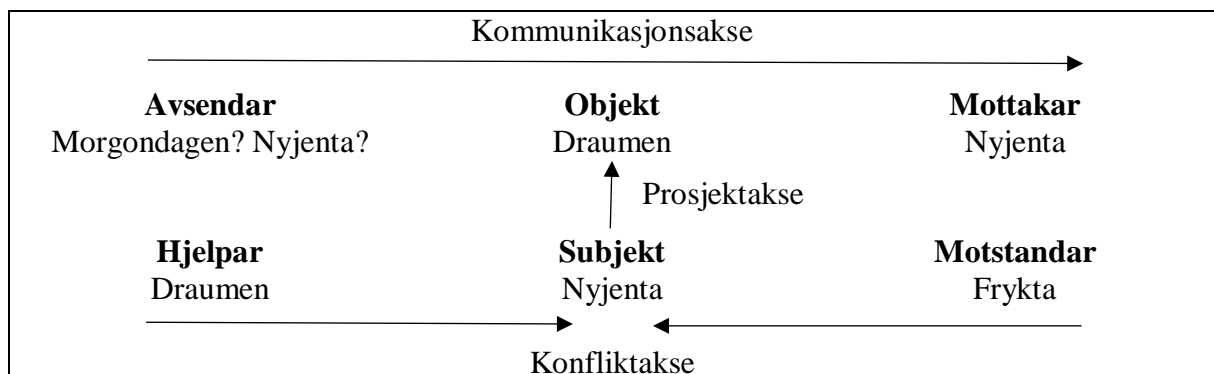 Kommunikasjonsakse
Avsendar Objekt Mottakar
Morgondagen? Nyjenta? Draumen Nyjenta
Prosjektakse
Hjelpar Subjekt Motstandar
Draumen Nyjenta Frykta
Konfliktakse